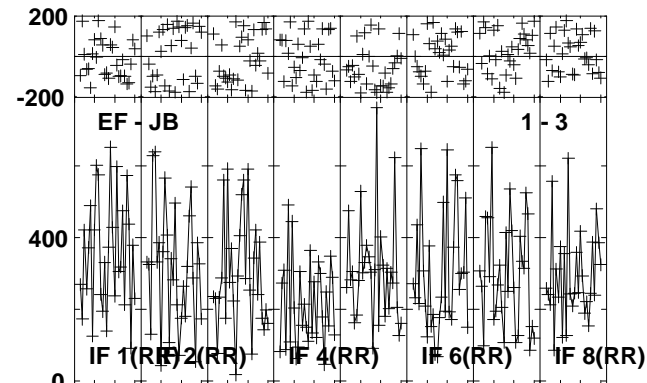 200
-200
EF - JB 1 - 3
400
IF 1(RR) IF 2(RR) IF 4(RR) IF 6(RR) IF 8(RR)
0